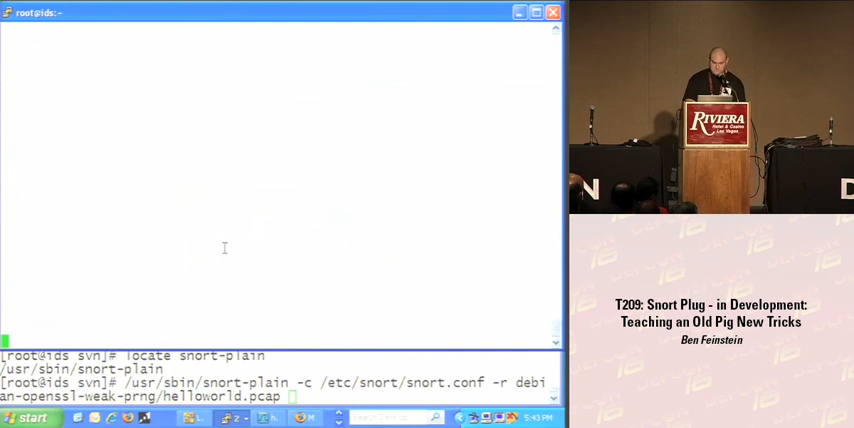 root@ids:~
[root@ids svn]# locate snort-plain
/usr/sbin/snort-plain
[root@ids svn]# /usr/sbin/snort-plain -c /etc/snort/snort.conf -r debi
an-openssl-weak-prng/helloworld.pcap
start
5:43 PM
RIVIERA
Hotel & Casino
Las Vegas
N
D
T209: Snort Plug - in Development:
Teaching an Old Pig New Tricks
Ben Feinstein